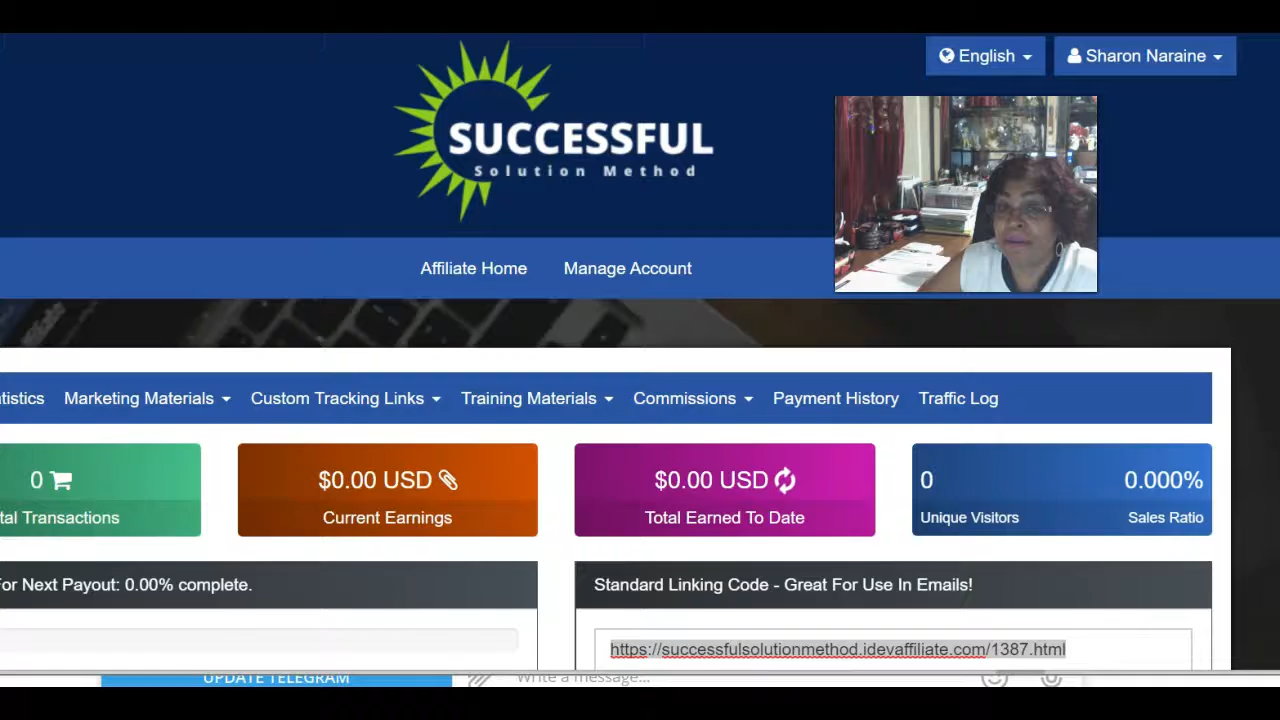 English
Sharon Naraine
SUCCESSFUL
Solution Method
Affiliate Home
Manage Account
tistics
Marketing Materials
Custom Tracking Links
Training Materials
Commissions
Payment History
Traffic Log
0
tal Transactions
$0.00 USD
Current Earnings
$0.00 USD
Total Earned To Date
0
0.000%
Unique Visitors
Sales Ratio
For Next Payout: 0.00% complete.
Standard Linking Code - Great For Use In Emails!
https://successfulsolutionmethod.idevaffiliate.com/1387.html
UPDATE TELEGRAM
Write a message...